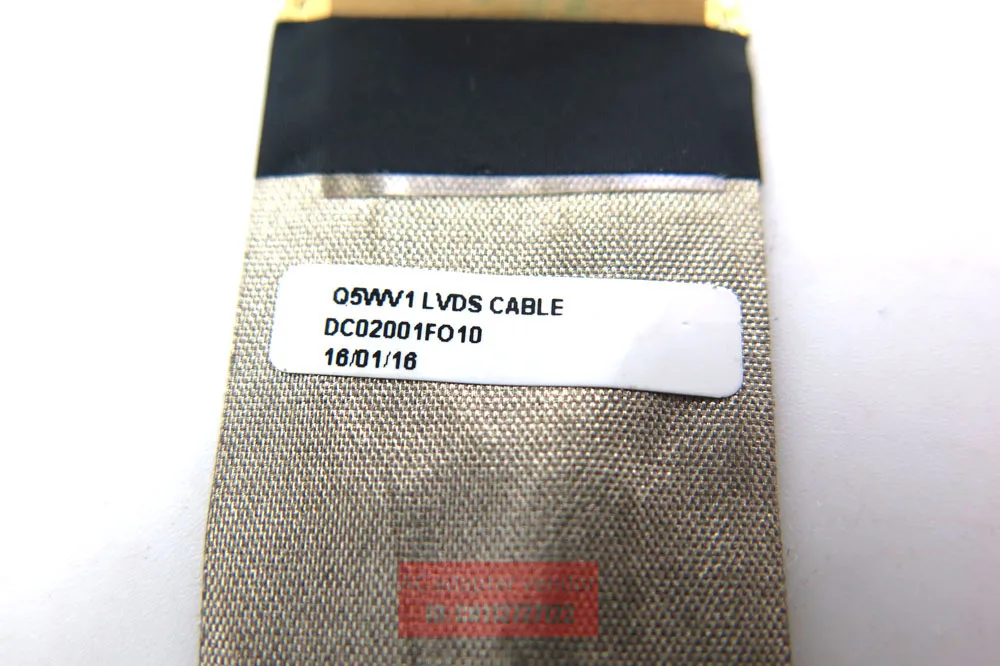 Q5WV1 LVDS CABLE
DC02001FO10
16/01/16